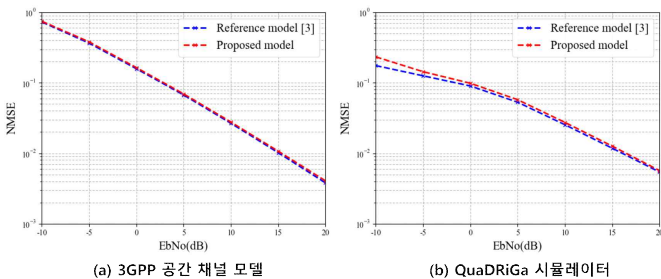 10⁰
10⁻¹
10⁻²
10⁻³
NMSE
Reference model [3]
Proposed model
-10 -5 0 5 10 15 20
EbNo(dB)
(a) 3GPP 공간 채널 모델
10⁰
10⁻¹
10⁻²
10⁻³
NMSE
Reference model [3]
Proposed model
-10 -5 0 5 10 15 20
EbNo(dB)
(b) QuaDRiGa 시뮬레이터